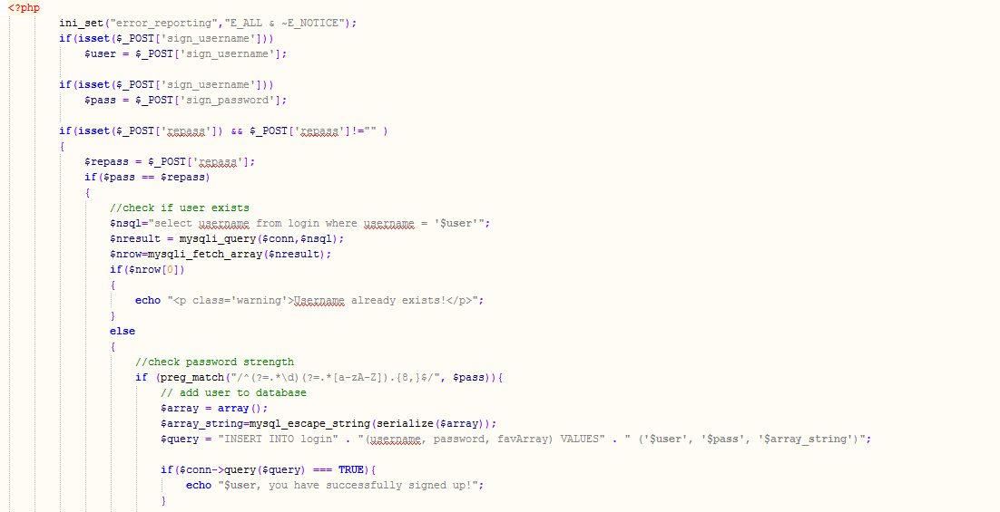 <?php
ini_set("error_reporting","E_ALL & ~E_NOTICE");
if(isset($_POST['sign_username']))
$user = $_POST['sign_username'];
if(isset($_POST['sign_username']))
$pass = $_POST['sign_password'];
if(isset($_POST['repass']) && $_POST['repass']!="" )
{
$repass = $_POST['repass'];
if($pass == $repass)
{
//check if user exists
$nsql="select username from login where username = '$user'";
$nresult = mysqli_query($conn,$nsql);
$nrow=mysqli_fetch_array($nresult);
if($nrow[0])
{
echo "<p class='warning'>Username already exists!</p>";
}
else
{
//check password strength
if (preg_match("/^(?=.*\d)(?=.*[a-zA-Z]).{8,}$/", $pass)){
// add user to database
$array = array();
$array_string=mysql_escape_string(serialize($array));
$query = "INSERT INTO login" . "(username, password, favArray) VALUES" . " ('$user', '$pass', '$array_string')";
if($conn->query($query) === TRUE){
echo "$user, you have successfully signed up!";
}